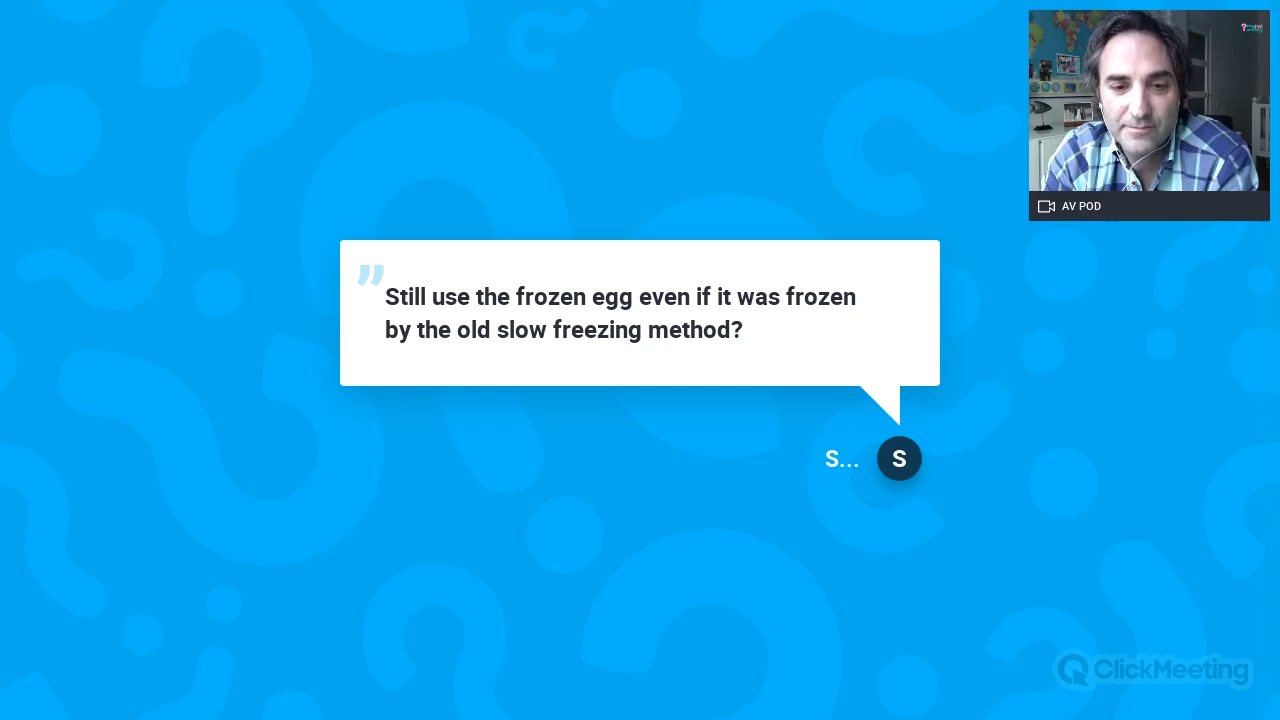 AV POD
”
Still use the frozen egg even if it was frozen
by the old slow freezing method?
S... S
ClickMeeting